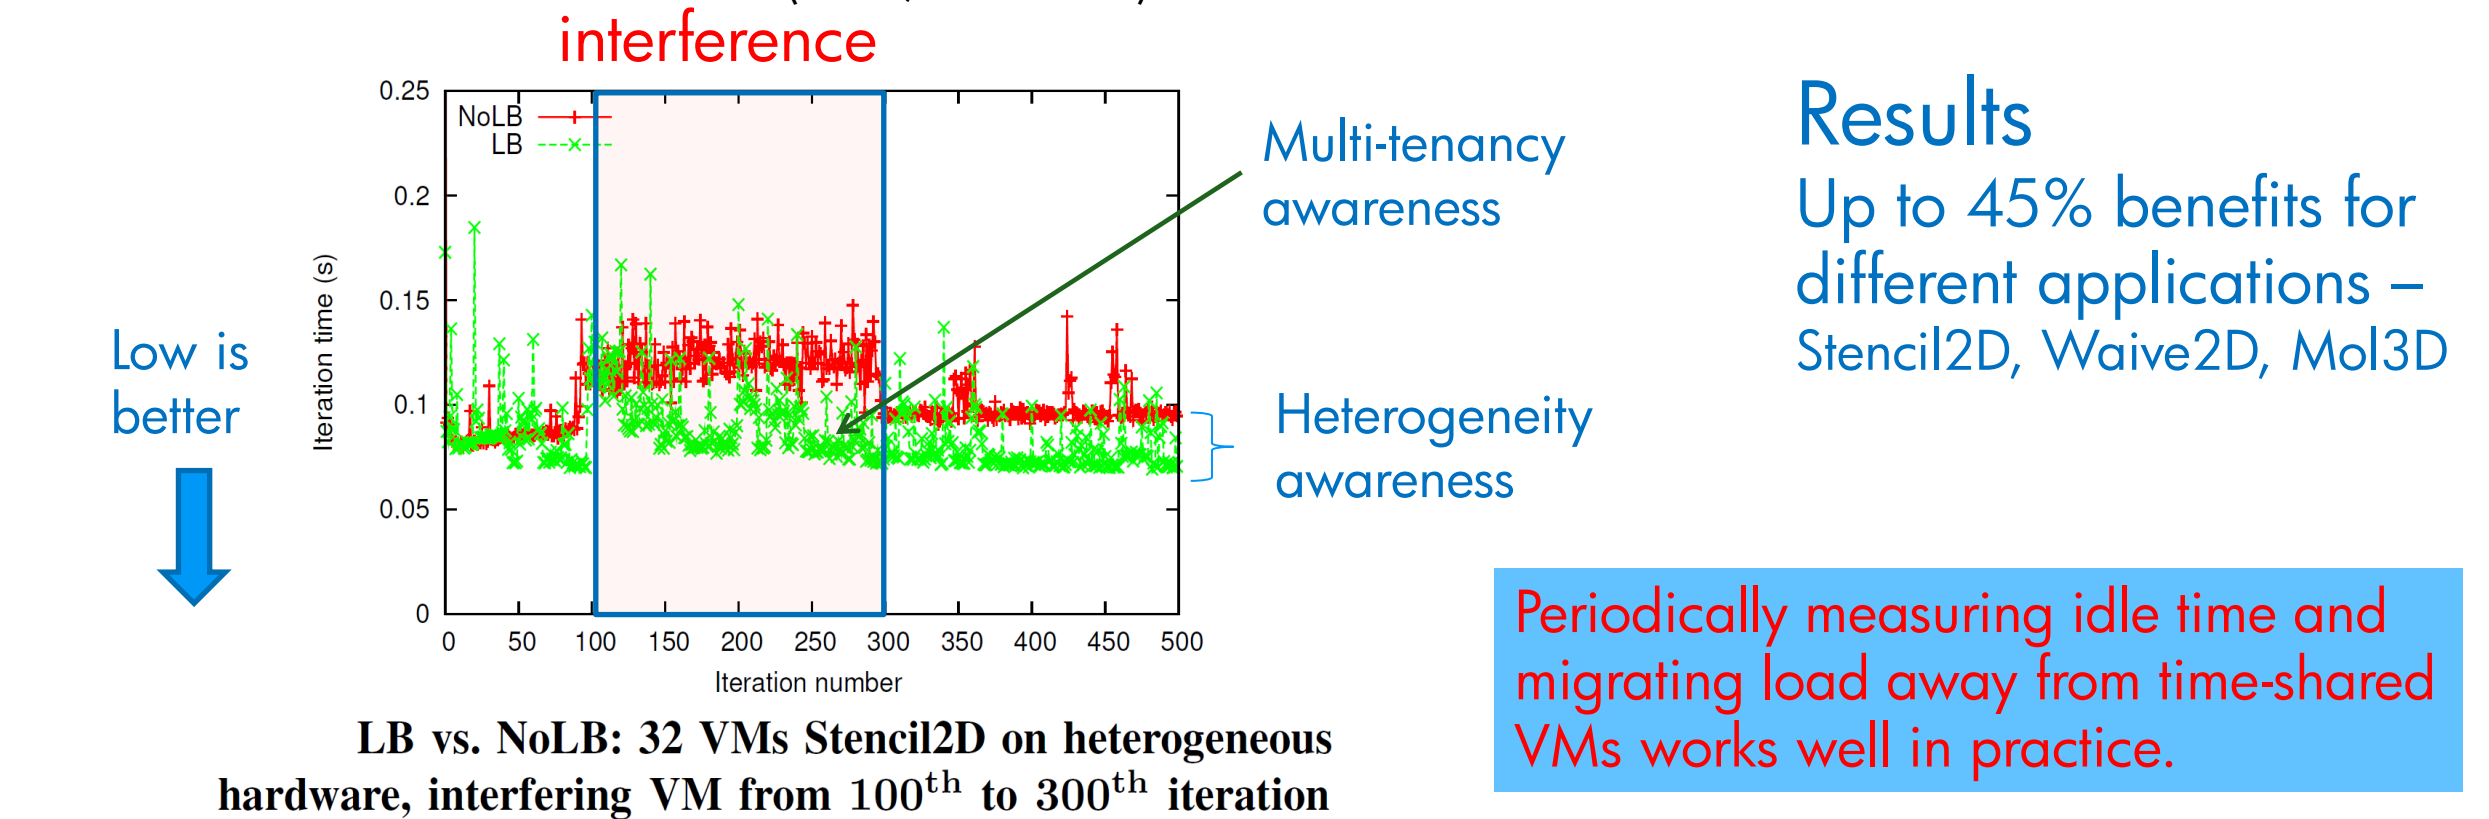 interference
0.25
0.2
0.15
0.1
0.05
0
NoLB
LB
Iteration time (s)
0 50 100 150 200 250 300 350 400 450 500
Iteration number
Low is
better
Multi-tenancy
awareness
Heterogeneity
awareness
LB vs. NoLB: 32 VMs Stencil2D on heterogeneous
hardware, interfering VM from 100th to 300th iteration
Results
Up to 45% benefits for
different applications –
Stencil2D, Waive2D, Mol3D
Periodically measuring idle time and
migrating load away from time-shared
VMs works well in practice.